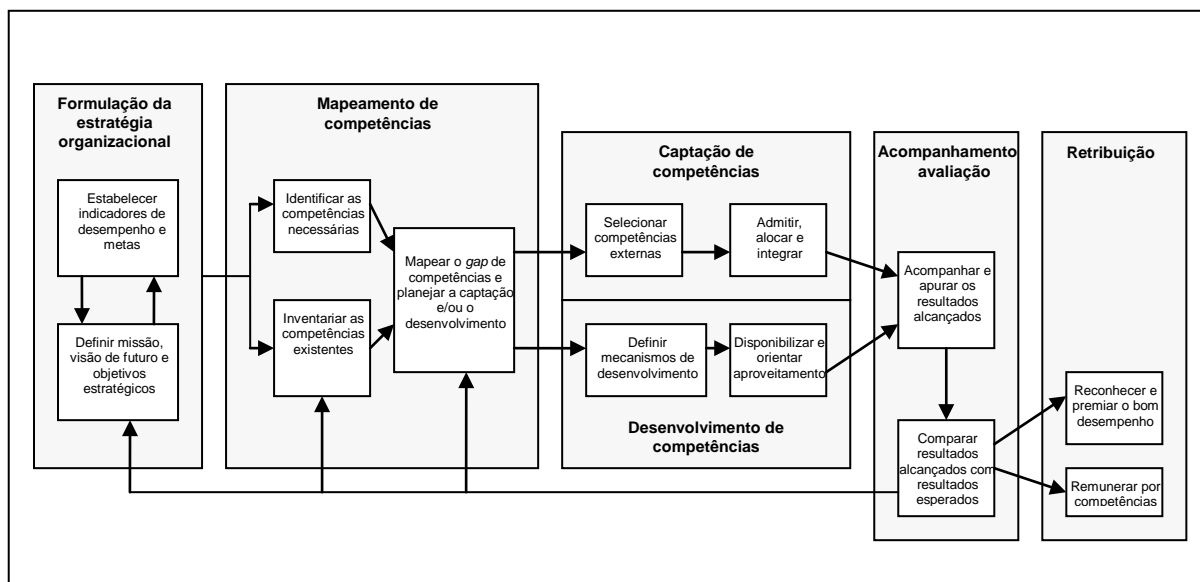 Formulação da
estratégia
organizacional
Estabelecer
indicadores de
desempenho e
metas
Definir missão,
visão de futuro e
objetivos
estratégicos
Mapeamento de
competências
Identificar as
competências
necessárias
Inventariar as
competências
existentes
Mapear o gap de
competências e
planejar a captação
e/ou o
desenvolvimento
Captação de
competências
Selecionar
competências
externas
Admitir,
alocar e
integrar
Definir
mecanismos de
desenvolvimento
Disponibilizar e
orientar
aproveitamento
Desenvolvimento de
competências
Acompanhamento
avaliação
Acompanhar e
apurar os
resultados
alcançados
Comparar
resultados
alcançados com
resultados
esperados
Retribuição
Reconhecer e
premiar o bom
desempenho
Remunerar por
competências